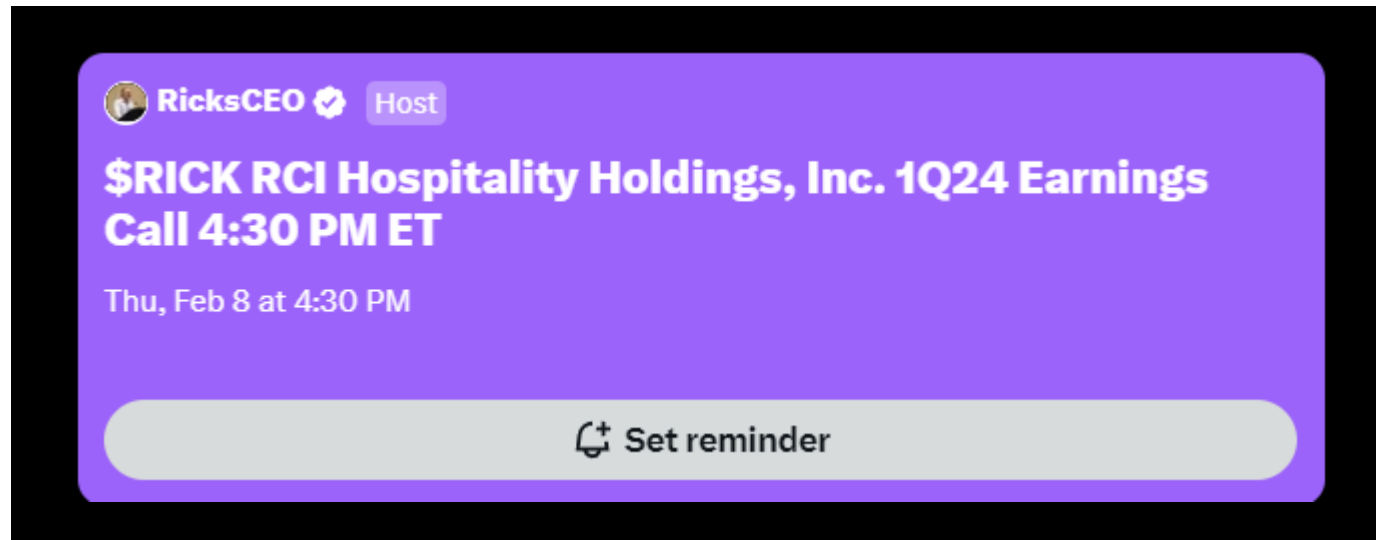 RicksCEO Host
$RICK RCI Hospitality Holdings, Inc. 1Q24 Earnings
Call 4:30 PM ET
Thu, Feb 8 at 4:30 PM
Set reminder